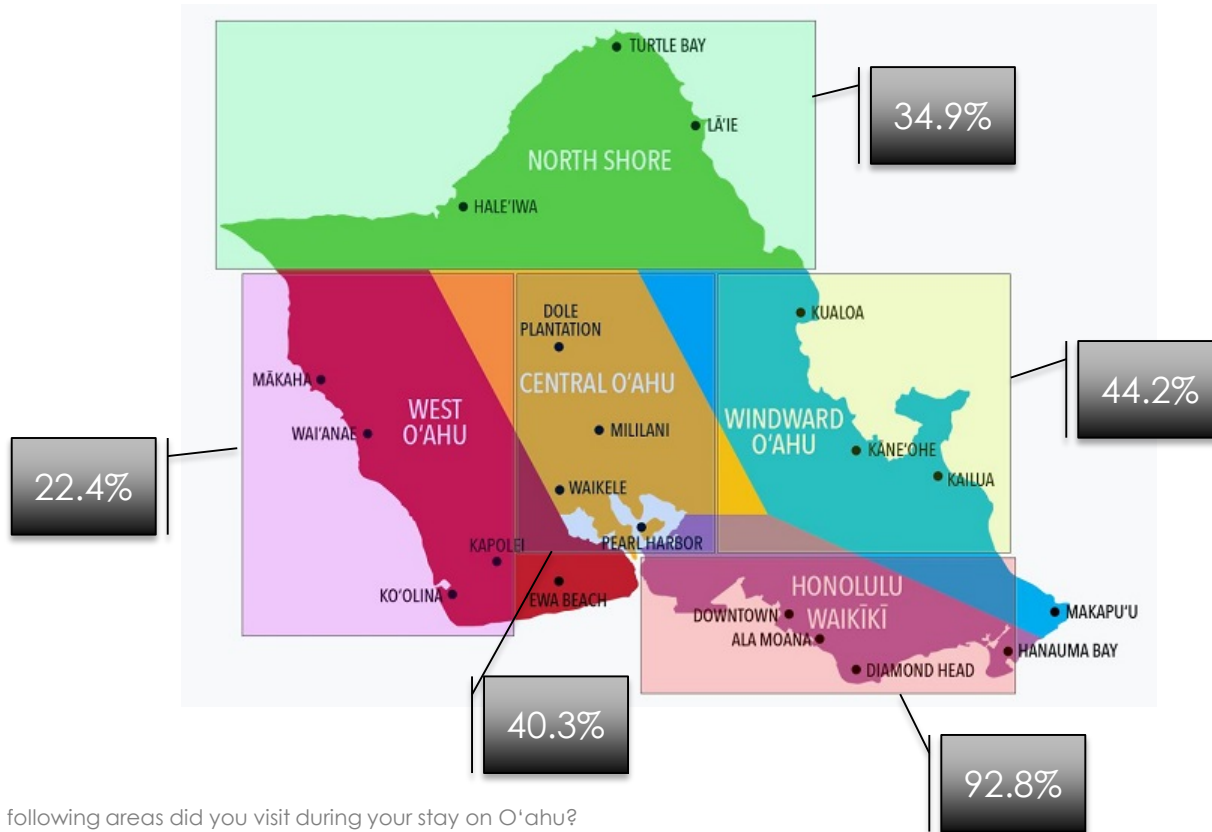 TURTLE BAY
34.9%
LĀ'IE
NORTH SHORE
HALE'IWA
DOLE
PLANTATION
KUALOA
MĀKAHA
CENTRAL O'AHU
44.2%
WEST
O'AHU
WINDWARD
O'AHU
WAI'ANAE
MILILANI
KĀNE'OHE
KAILUA
22.4%
WAIKELE
PEARL HARBOR
KAPOLEI
KO'OLINA
EWA BEACH
HONOLULU
WAIKĪKĪ
DOWNTOWN
ALA MOANA
MAKAPU'U
HANAUMA BAY
DIAMOND HEAD
40.3%
92.8%
following areas did you visit during your stay on O‘ahu?